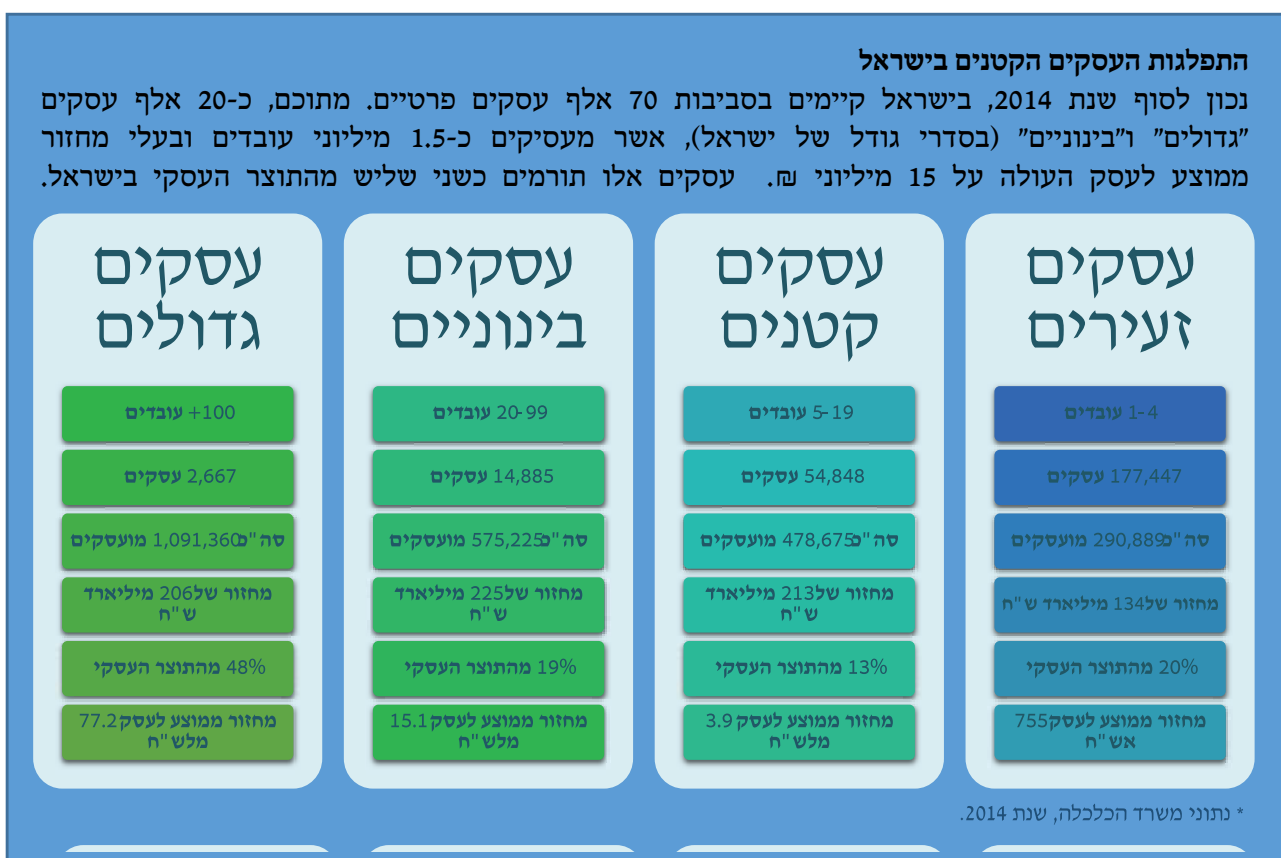 התפלגות העסקים הקטנים בישראל
נכון לסוף שנת 2014, בישראל קיימים בסביבות 70 אלף עסקים פרטיים. מתוכם, כ-20 אלף עסקים
"גדולים" ו"בינוניים" (בסדרי גודל של ישראל), אשר מעסיקים כ-1.5 מיליוני עובדים ובעלי מחזור
ממוצע לעסק העולה על 15 מיליוני ₪. עסקים אלו תורמים כשני שליש מהתוצר העסקי בישראל.
עסקים
זעירים
1-4 עובדים
177,447 עסקים
סה"כ 290,889 מועסקים
מחזור של 134 מיליארד ש"ח
20% מהתוצר העסקי
מחזור ממוצע לעסק 755
אש"ח
עסקים
קטנים
5-19 עובדים
54,848 עסקים
סה"כ 478,675 מועסקים
מחזור של 213 מיליארד
ש"ח
13% מהתוצר העסקי
מחזור ממוצע לעסק 3.9
מלש"ח
עסקים
בינוניים
20-99 עובדים
14,885 עסקים
סה"כ 575,225 מועסקים
מחזור של 225 מיליארד
ש"ח
19% מהתוצר העסקי
מחזור ממוצע לעסק 15.1
מלש"ח
עסקים
גדולים
100+ עובדים
2,667 עסקים
סה"כ 1,091,360 מועסקים
מחזור של 206 מיליארד
ש"ח
48% מהתוצר העסקי
מחזור ממוצע לעסק 77.2
מלש"ח
* נתוני משרד הכלכלה, שנת 2014.